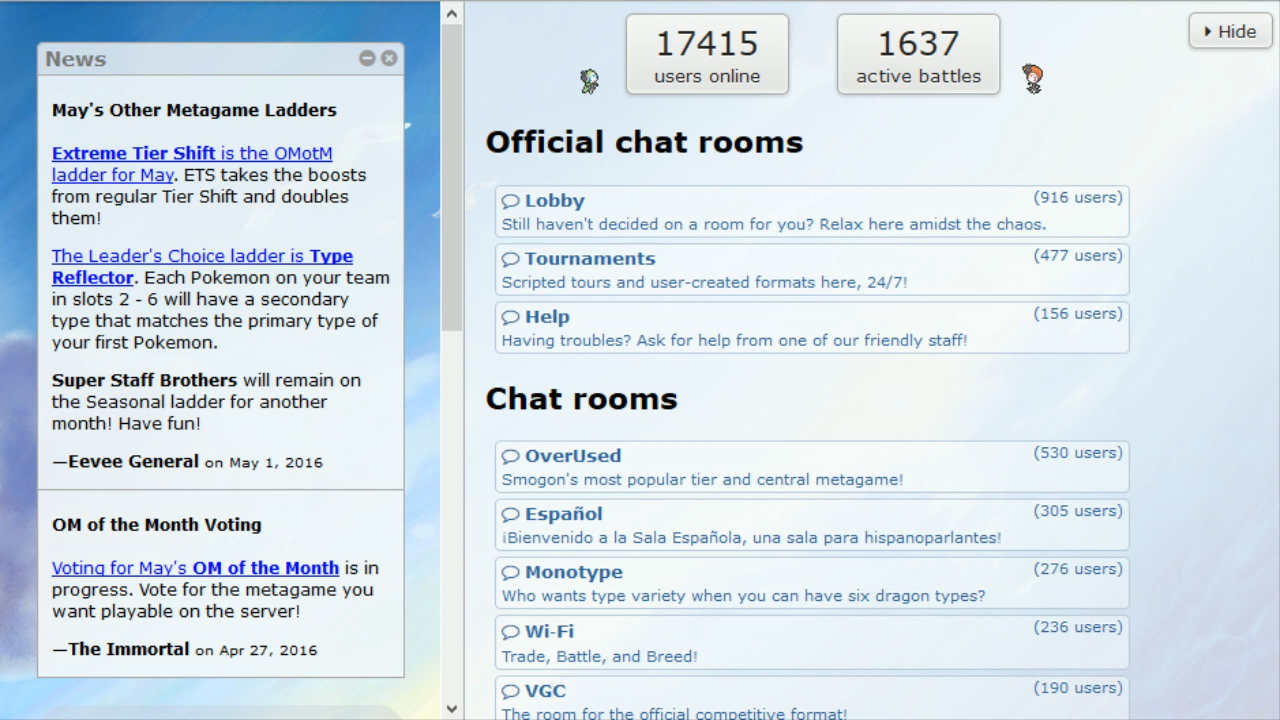 News
May's Other Metagame Ladders
Extreme Tier Shift is the OMotM
ladder for May. ETS takes the boosts
from regular Tier Shift and doubles
them!
The Leader's Choice ladder is Type
Reflector. Each Pokemon on your team
in slots 2 - 6 will have a secondary
type that matches the primary type of
your first Pokemon.
Super Staff Brothers will remain on
the Seasonal ladder for another
month! Have fun!
—Eevee General on May 1, 2016
OM of the Month Voting
Voting for May's OM of the Month is in
progress. Vote for the metagame you
want playable on the server!
—The Immortal on Apr 27, 2016
17415
users online
1637
active battles
Hide
Official chat rooms
Lobby (916 users)
Still haven't decided on a room for you? Relax here amidst the chaos.
Tournaments (477 users)
Scripted tours and user-created formats here, 24/7!
Help (156 users)
Having troubles? Ask for help from one of our friendly staff!
Chat rooms
OverUsed (530 users)
Smogon's most popular tier and central metagame!
Español (305 users)
¡Bienvenido a la Sala Española, una sala para hispanoparlantes!
Monotype (276 users)
Who wants type variety when you can have six dragon types?
Wi-Fi (236 users)
Trade, Battle, and Breed!
VGC (190 users)
The room for the official competitive format!